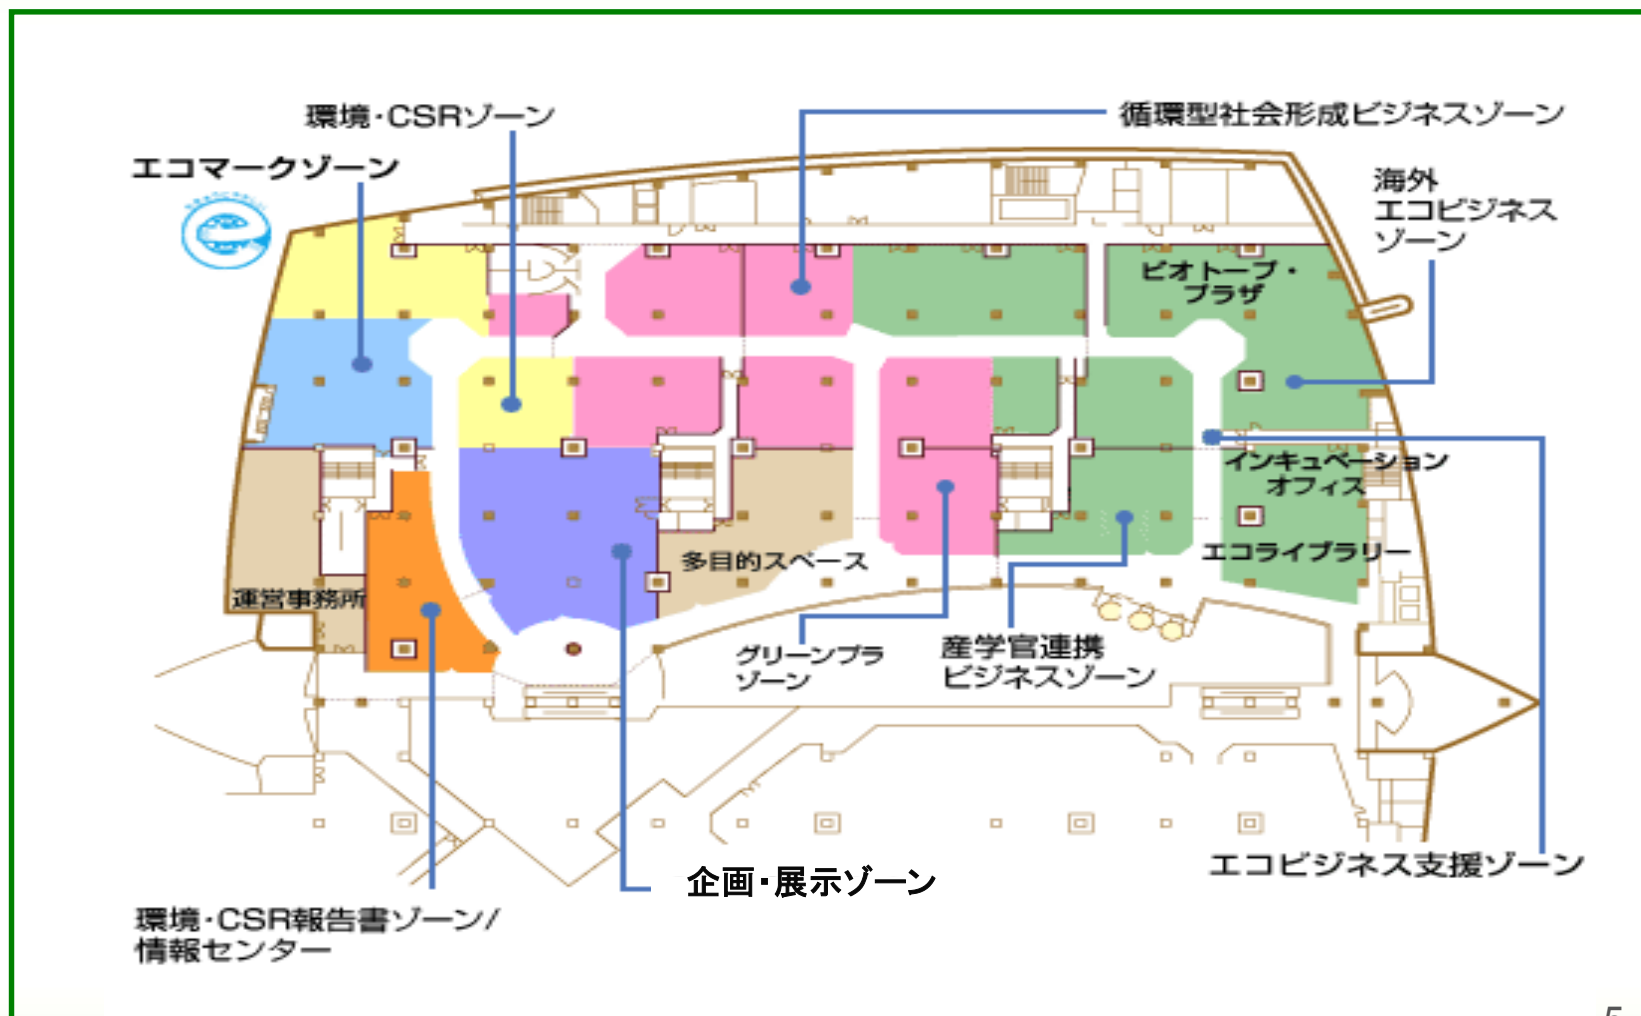 環境・CSRゾーン
循環型社会形成ビジネスゾーン
エコマークゾーン
海外
エコビジネス
ゾーン
ビオトープ・
プラザ
インキュベーション
オフィス
エコライブラリー
多目的スペース
運営事務所
グリーンプラ
ゾーン
産学官連携
ビジネスゾーン
エコビジネス支援ゾーン
企画・展示ゾーン
環境・CSR報告書ゾーン/
情報センター